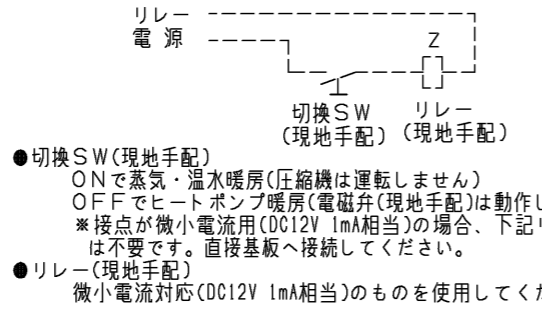 リレー
電 源
Z
切換ＳＷ リレー
(現地手配) (現地手配)
●切換ＳＷ(現地手配)
ＯＮで蒸気・温水暖房(圧縮機は運転しません)
ＯＦＦでヒートポンプ暖房(電磁弁(現地手配)は動作し
※接点が微小電流用(DC12V 1mA相当)の場合、下記
は不要です。直接基板へ接続してください。
●リレー(現地手配)
微小電流対応(DC12V 1mA相当)のものを使用してく